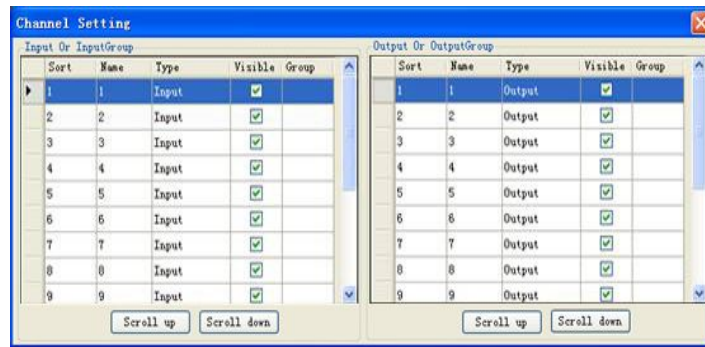 Channel Setting
Input Or InputGroup
Sort Name Type Visible Group
1 1 Input
2 2 Input
3 3 Input
4 4 Input
5 5 Input
6 6 Input
7 7 Input
8 8 Input
9 9 Input
Scroll up Scroll down
Output Or OutputGroup
Sort Name Type Visible Group
1 1 Output
2 2 Output
3 3 Output
4 4 Output
5 5 Output
6 6 Output
7 7 Output
8 8 Output
9 9 Output
Scroll up Scroll down